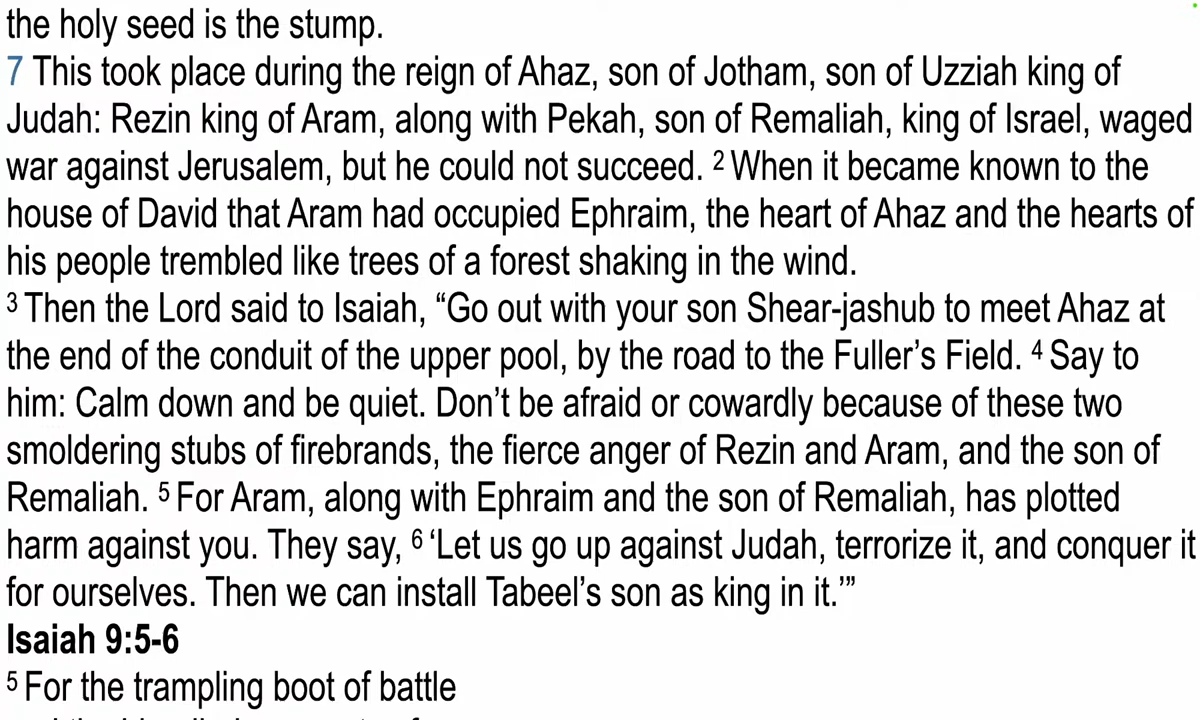 the holy seed is the stump.
7 This took place during the reign of Ahaz, son of Jotham, son of Uzziah king of
Judah: Rezin king of Aram, along with Pekah, son of Remaliah, king of Israel, waged
war against Jerusalem, but he could not succeed. 2 When it became known to the
house of David that Aram had occupied Ephraim, the heart of Ahaz and the hearts of
his people trembled like trees of a forest shaking in the wind.
3 Then the Lord said to Isaiah, “Go out with your son Shear-jashub to meet Ahaz at
the end of the conduit of the upper pool, by the road to the Fuller’s Field. 4 Say to
him: Calm down and be quiet. Don’t be afraid or cowardly because of these two
smoldering stubs of firebrands, the fierce anger of Rezin and Aram, and the son of
Remaliah. 5 For Aram, along with Ephraim and the son of Remaliah, has plotted
harm against you. They say, 6 ‘Let us go up against Judah, terrorize it, and conquer it
for ourselves. Then we can install Tabeel’s son as king in it.’”
Isaiah 9:5-6
5 For the trampling boot of battle